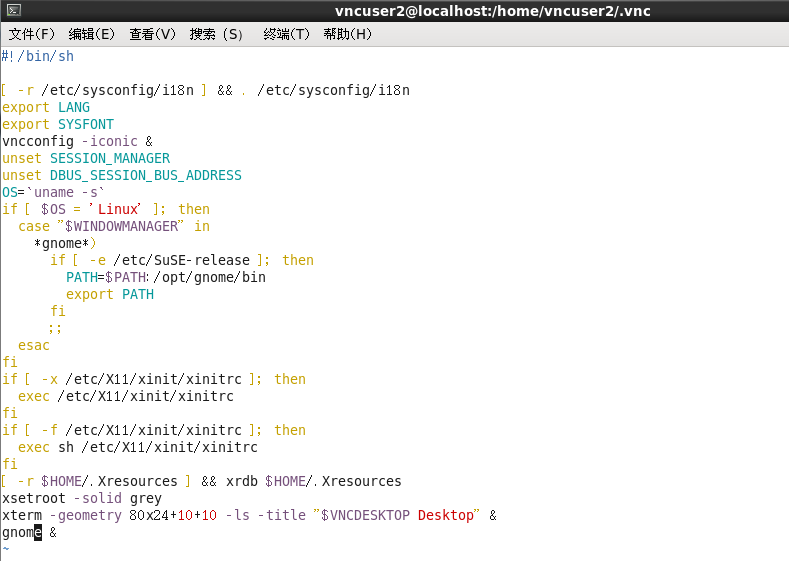 vncuser2@localhost:/home/vncuser2/.vnc
文件(F) 编辑(E) 查看(V) 搜索 (S) 终端(T) 帮助(H)
#!/bin/sh

[ -r /etc/sysconfig/i18n ] && . /etc/sysconfig/i18n
export LANG
export SYSFONT
vncconfig -iconic &
unset SESSION_MANAGER
unset DBUS_SESSION_BUS_ADDRESS
OS=`uname -s`
if [ $OS = 'Linux' ]; then
  case "$WINDOWMANAGER" in
    *gnome*)
      if [ -e /etc/SuSE-release ]; then
        PATH=$PATH:/opt/gnome/bin
        export PATH
      fi
      ;;
  esac
fi
if [ -x /etc/X11/xinit/xinitrc ]; then
  exec /etc/X11/xinit/xinitrc
fi
if [ -f /etc/X11/xinit/xinitrc ]; then
  exec sh /etc/X11/xinit/xinitrc
fi
[ -r $HOME/.Xresources ] && xrdb $HOME/.Xresources
xsetroot -solid grey
xterm -geometry 80x24+10+10 -ls -title "$VNCDESKTOP Desktop" &
gnome &
~